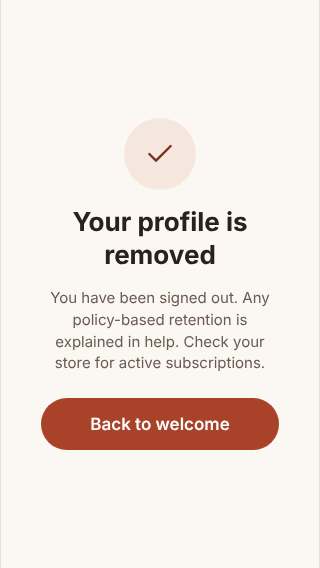 Your profile is
removed
You have been signed out. Any
policy-based retention is
explained in help. Check your
store for active subscriptions.
Back to welcome